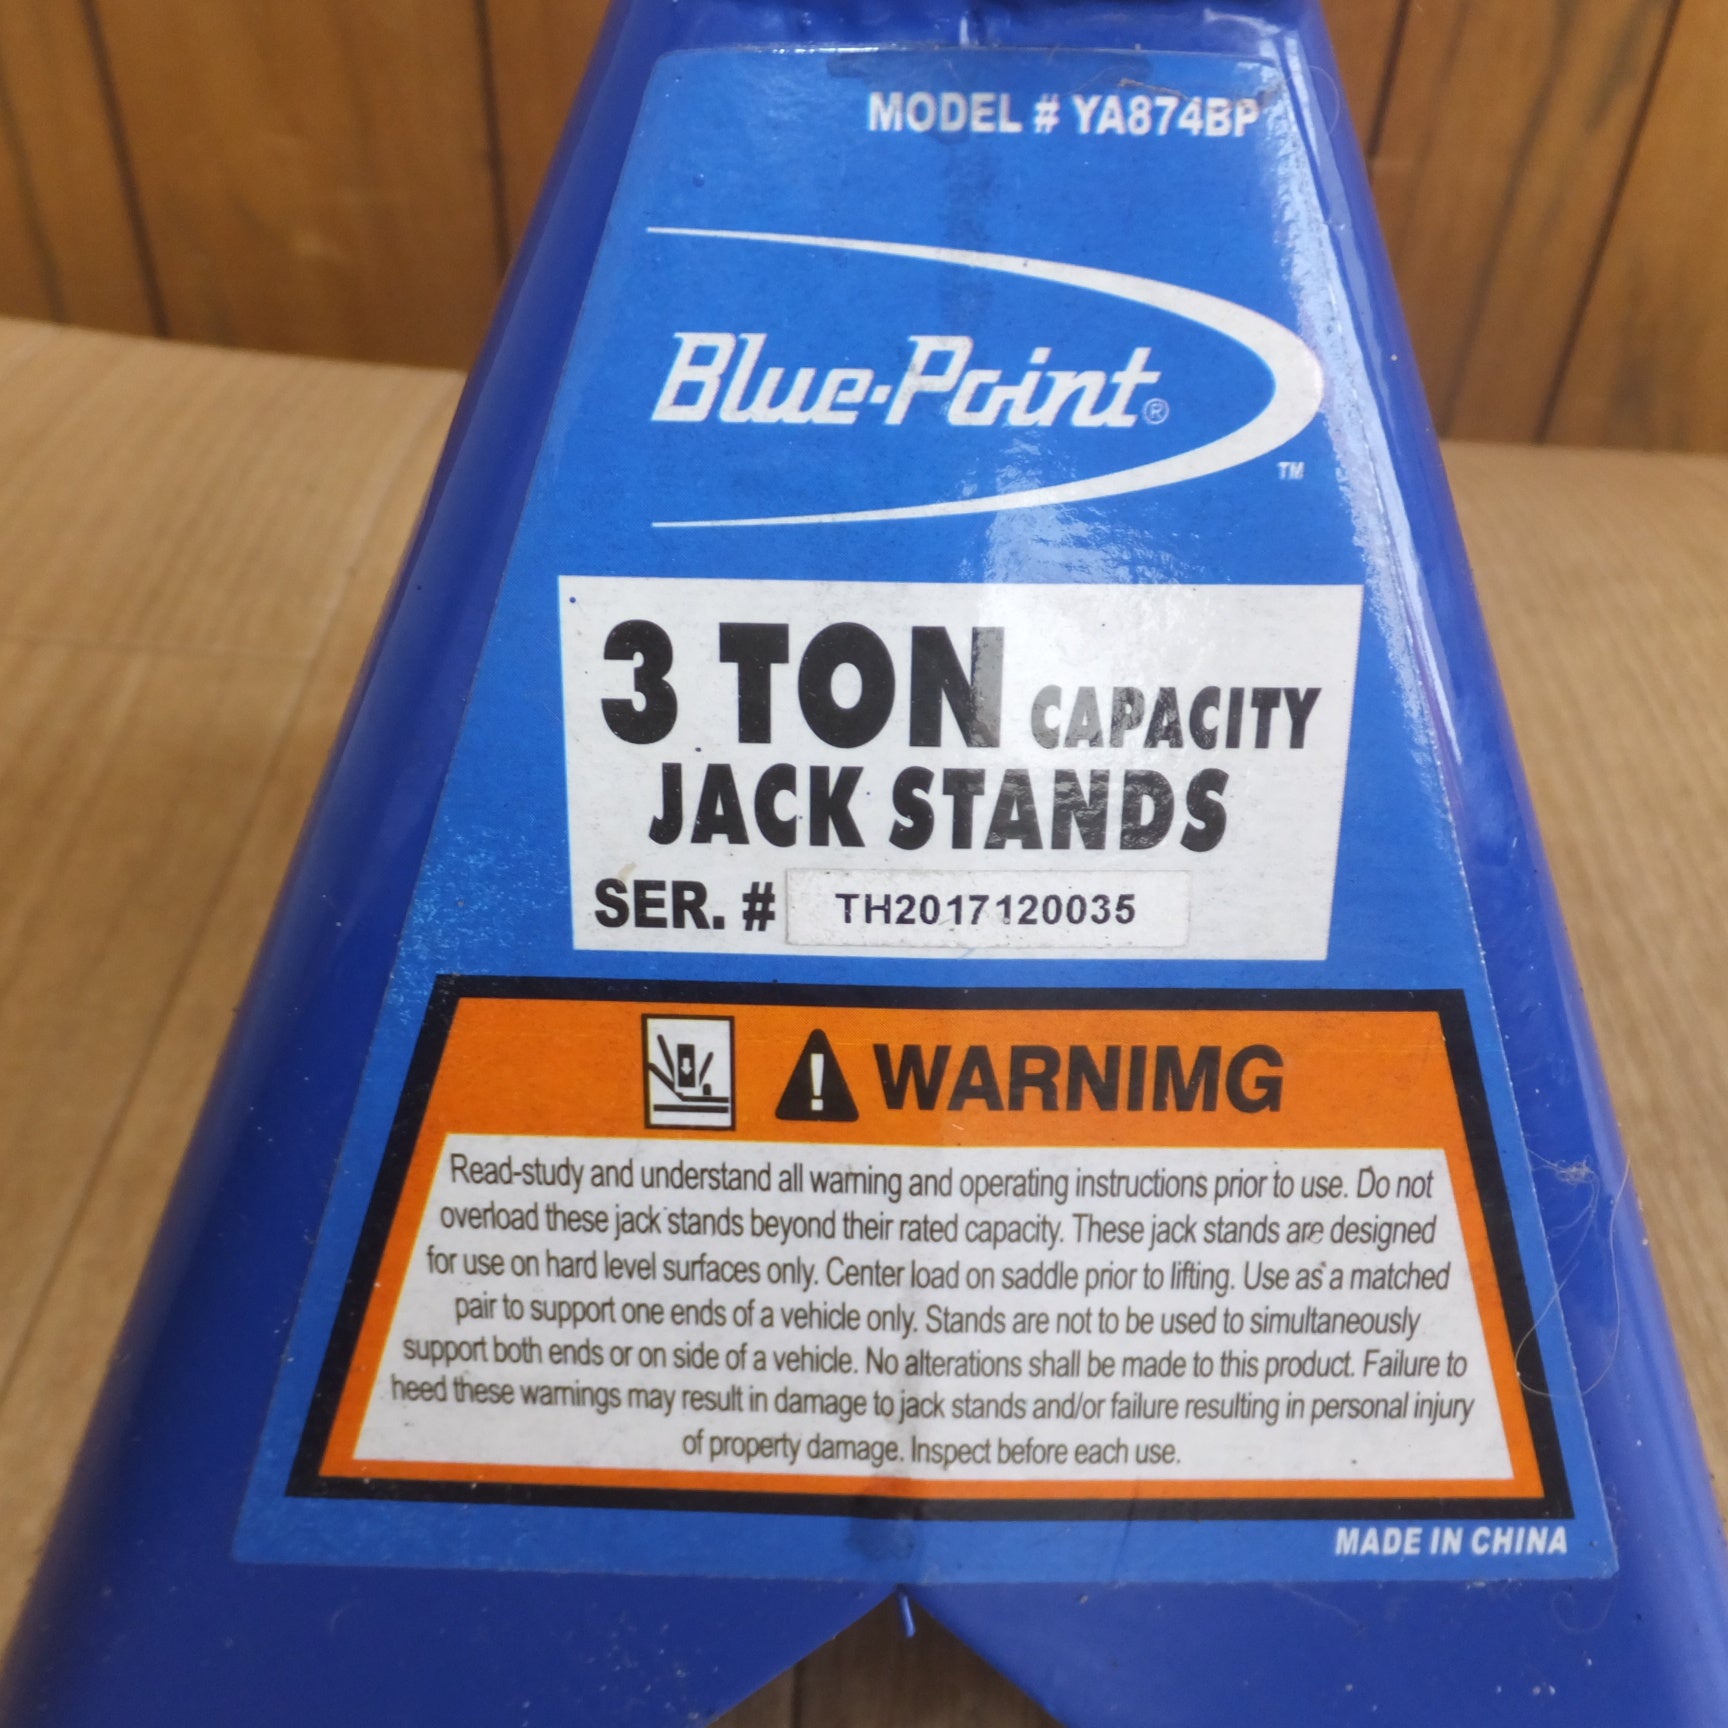 MODEL # YA874BP
Blue-Point®
TM
3 TON CAPACITY
JACK STANDS
SER. # TH2017120035
WARNIMG
Read-study and understand all warning and operating instructions prior to use. Do not
overload these jack stands beyond their rated capacity. These jack stands are designed
for use on hard level surfaces only. Center load on saddle prior to lifting. Use as a matched
pair to support one ends of a vehicle only. Stands are not to be used to simultaneously
support both ends or on side of a vehicle. No alterations shall be made to this product. Failure to
heed these warnings may result in damage to jack stands and/or failure resulting in personal injury
of property damage. Inspect before each use.
MADE IN CHINA